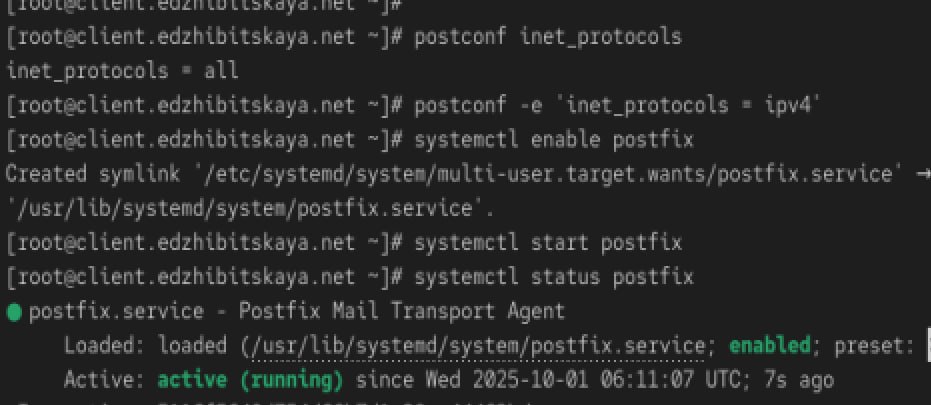 [root@client.edzhibitskaya.net ~]#
[root@client.edzhibitskaya.net ~]# postconf inet_protocols
inet_protocols = all
[root@client.edzhibitskaya.net ~]# postconf -e 'inet_protocols = ipv4'
[root@client.edzhibitskaya.net ~]# systemctl enable postfix
Created symlink '/etc/systemd/system/multi-user.target.wants/postfix.service' →
'/usr/lib/systemd/system/postfix.service'.
[root@client.edzhibitskaya.net ~]# systemctl start postfix
[root@client.edzhibitskaya.net ~]# systemctl status postfix
● postfix.service - Postfix Mail Transport Agent
Loaded: loaded (/usr/lib/systemd/system/postfix.service; enabled; preset:
Active: active (running) since Wed 2025-10-01 06:11:07 UTC; 7s ago